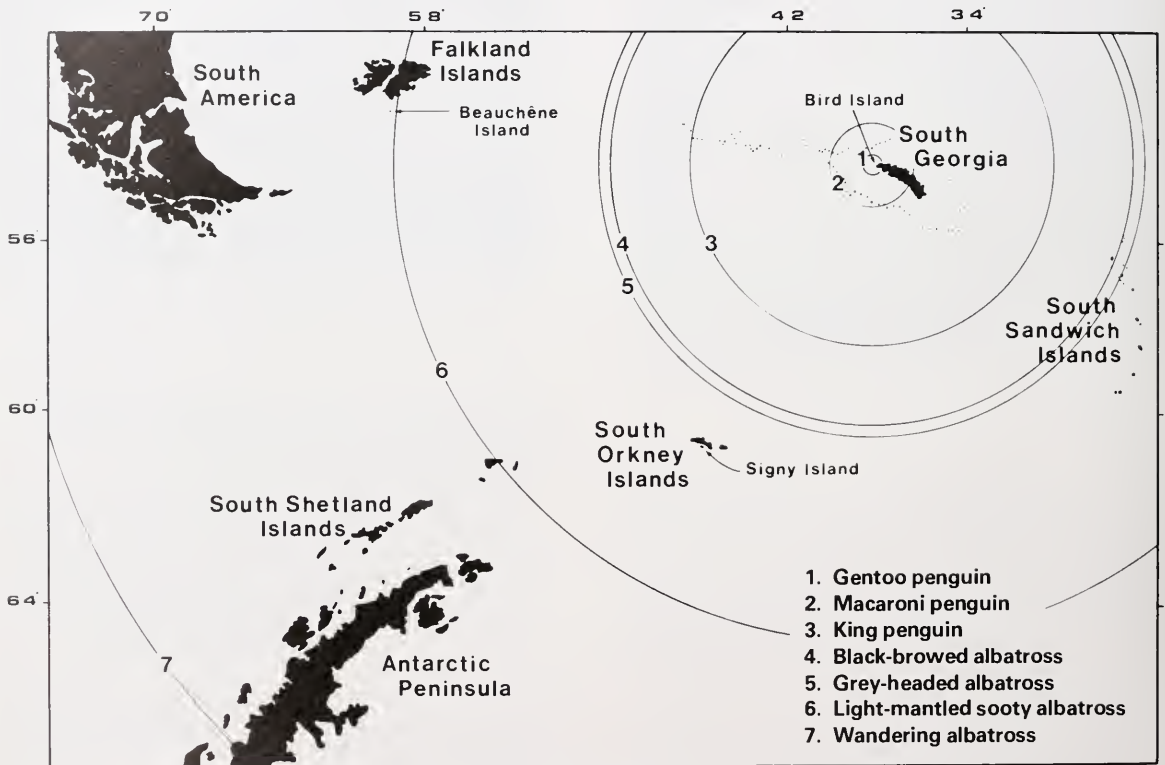 70°
58°
42
34°
South
America
Falkland
Islands
Beauchêne
Island
Bird Island
South
Georgia
1
2
56°
4
3
5
South
Sandwich
Islands
6
60°
South
Orkney
Islands
Signy Island
South Shetland
Islands
64°
7
Antarctic
Peninsula
1. Gentoo penguin
2. Macaroni penguin
3. King penguin
4. Black-browed albatross
5. Grey-headed albatross
6. Light-mantled sooty albatross
7. Wandering albatross